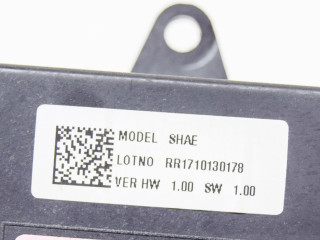 MODEL SHAE
LOTNO RR1710130178
VER HW 1.00 SW 1.00